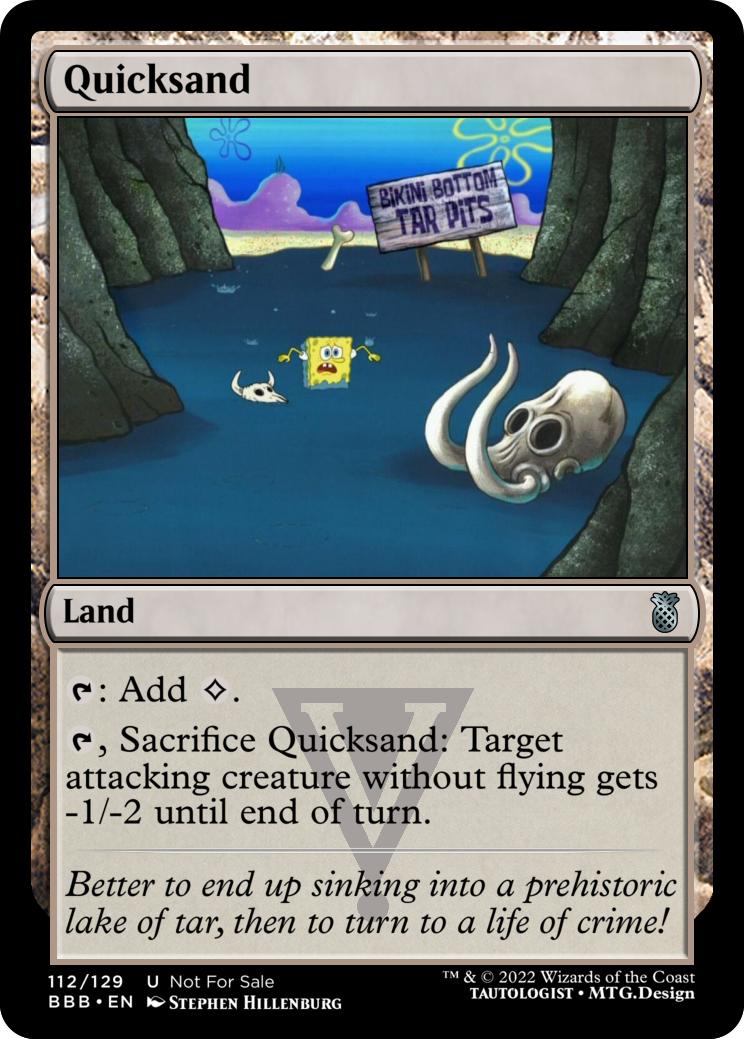 Quicksand
BIKINI BOTTOM
TAR PITS
Land
: Add .
, Sacrifice Quicksand: Target
attacking creature without flying gets
-1/-2 until end of turn.
Better to end up sinking into a prehistoric
lake of tar, then to turn to a life of crime!
112/129 U Not For Sale
BBB • EN STEPHEN HILLENBURG
™ & © 2022 Wizards of the Coast
TAUTOLOGIST • MTG.Design